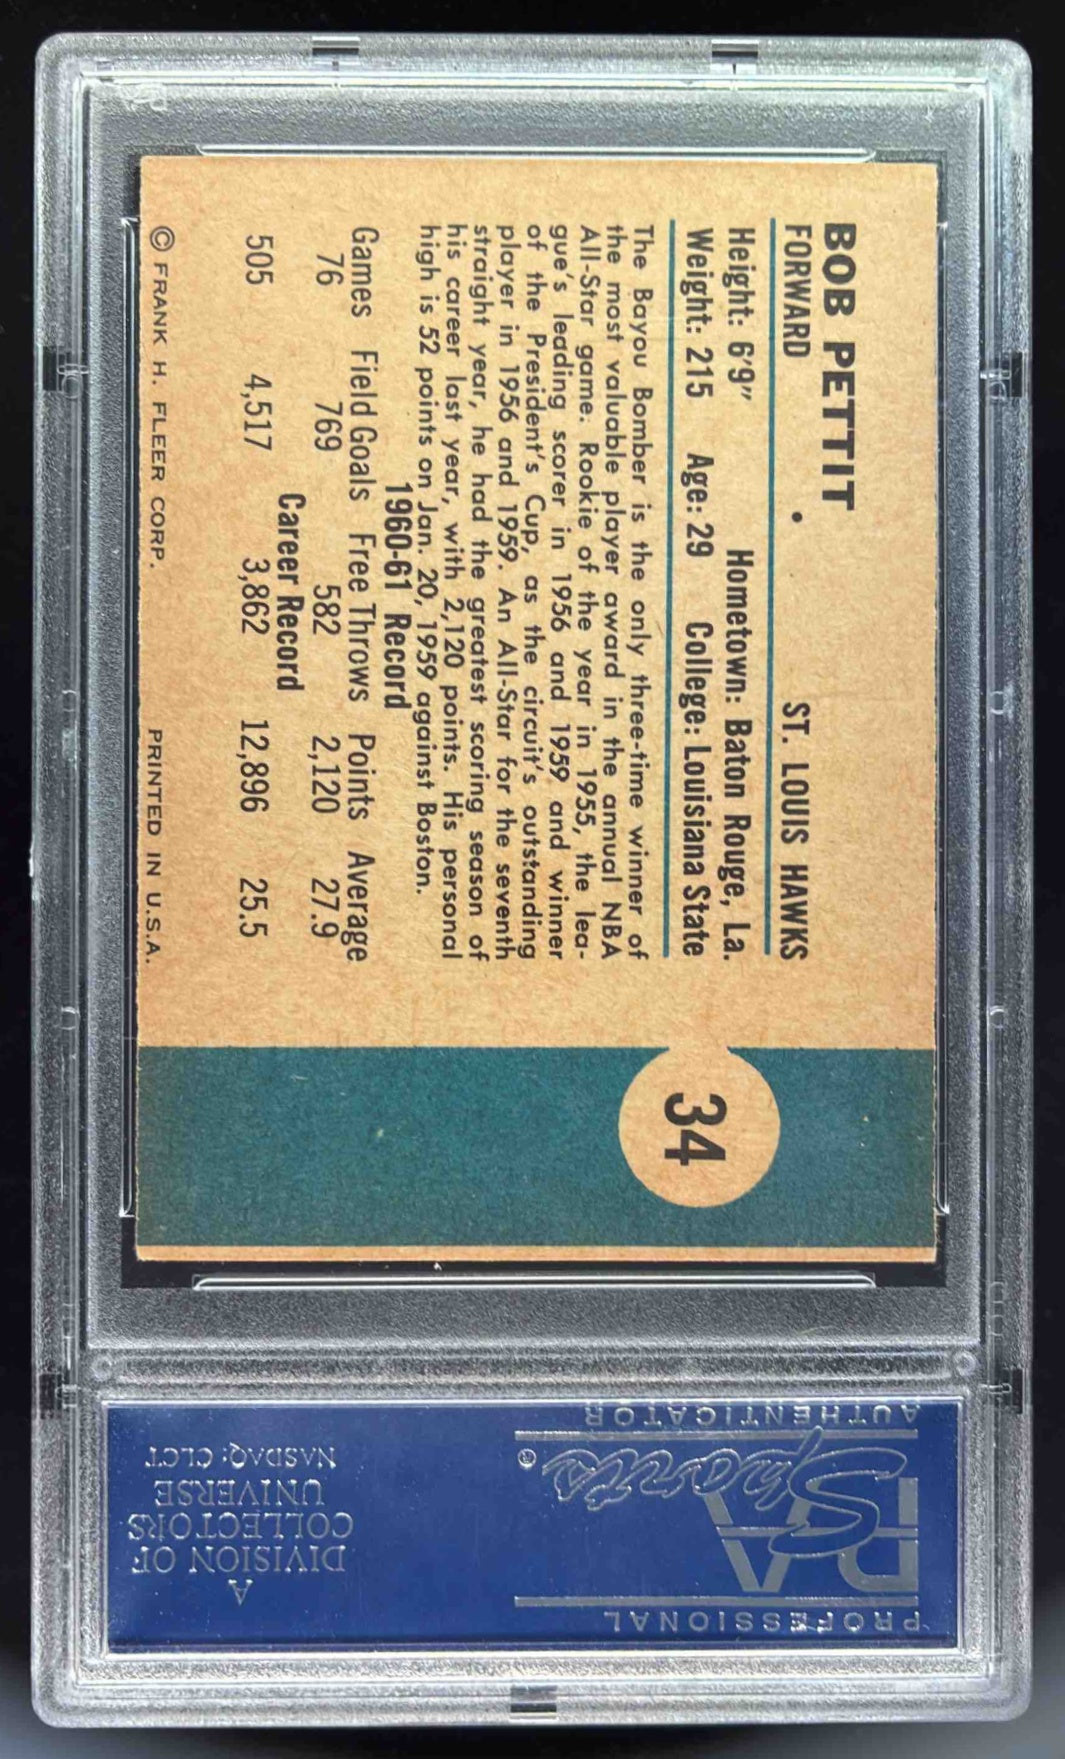 BOB PETTIT
FORWARD ST. LOUIS HAWKS
Height: 6'9" Hometown: Baton Rouge, La.
Weight: 215 Age: 29 College: Louisiana State
The Bayou Bomber is the only three-time winner of
the most valuable player award in the annual NBA
All-Star game. Rookie of the year in 1955, the lea-
gue's leading scorer in 1956 and 1959 and winner
of the President's Cup, as the circuit's outstanding
player in 1956 and 1959. An All-Star for the seventh
straight year, he had the greatest scoring season of
his career last year, with 2,120 points. His personal
high is 52 points on Jan. 20, 1959 against Boston.
1960-61 Record
Games Field Goals Free Throws Points Average
76 769 582 2,120 27.9
Career Record
505 4,517 3,862 12,896 25.5
© FRANK H. FLEER CORP. PRINTED IN U.S.A.
34
PROFESSIONAL
PSA
Sports®
AUTHENTICATOR
A
DIVISION OF
COLLECTORS
UNIVERSE
NASDAQ: CLCT